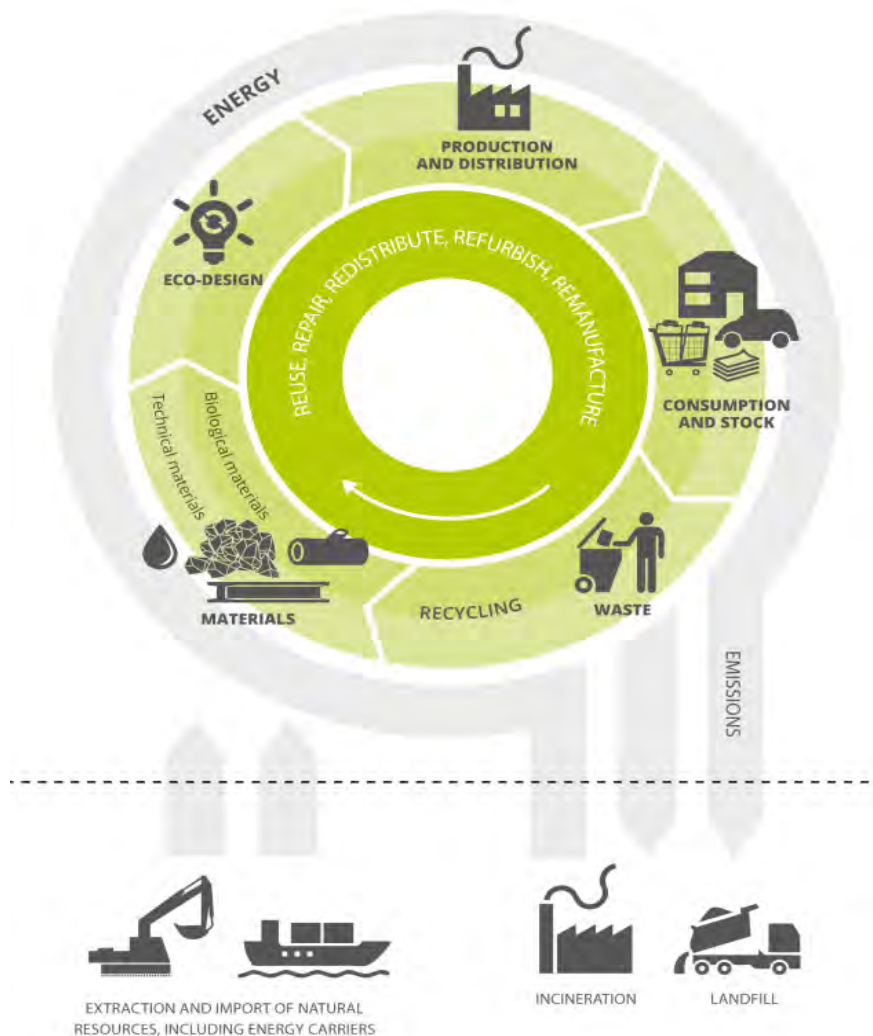 ENERGY
PRODUCTION
AND DISTRIBUTION
ECO-DESIGN
REUSE, REPAIR, REDISTRIBUTE, REFURBISH, REMANUFACTURE
CONSUMPTION
AND STOCK
Technical materials
Biological materials
MATERIALS
RECYCLING
WASTE
EMISSIONS
EXTRACTION AND IMPORT OF NATURAL
RESOURCES, INCLUDING ENERGY CARRIERS
INCINERATION
LANDFILL